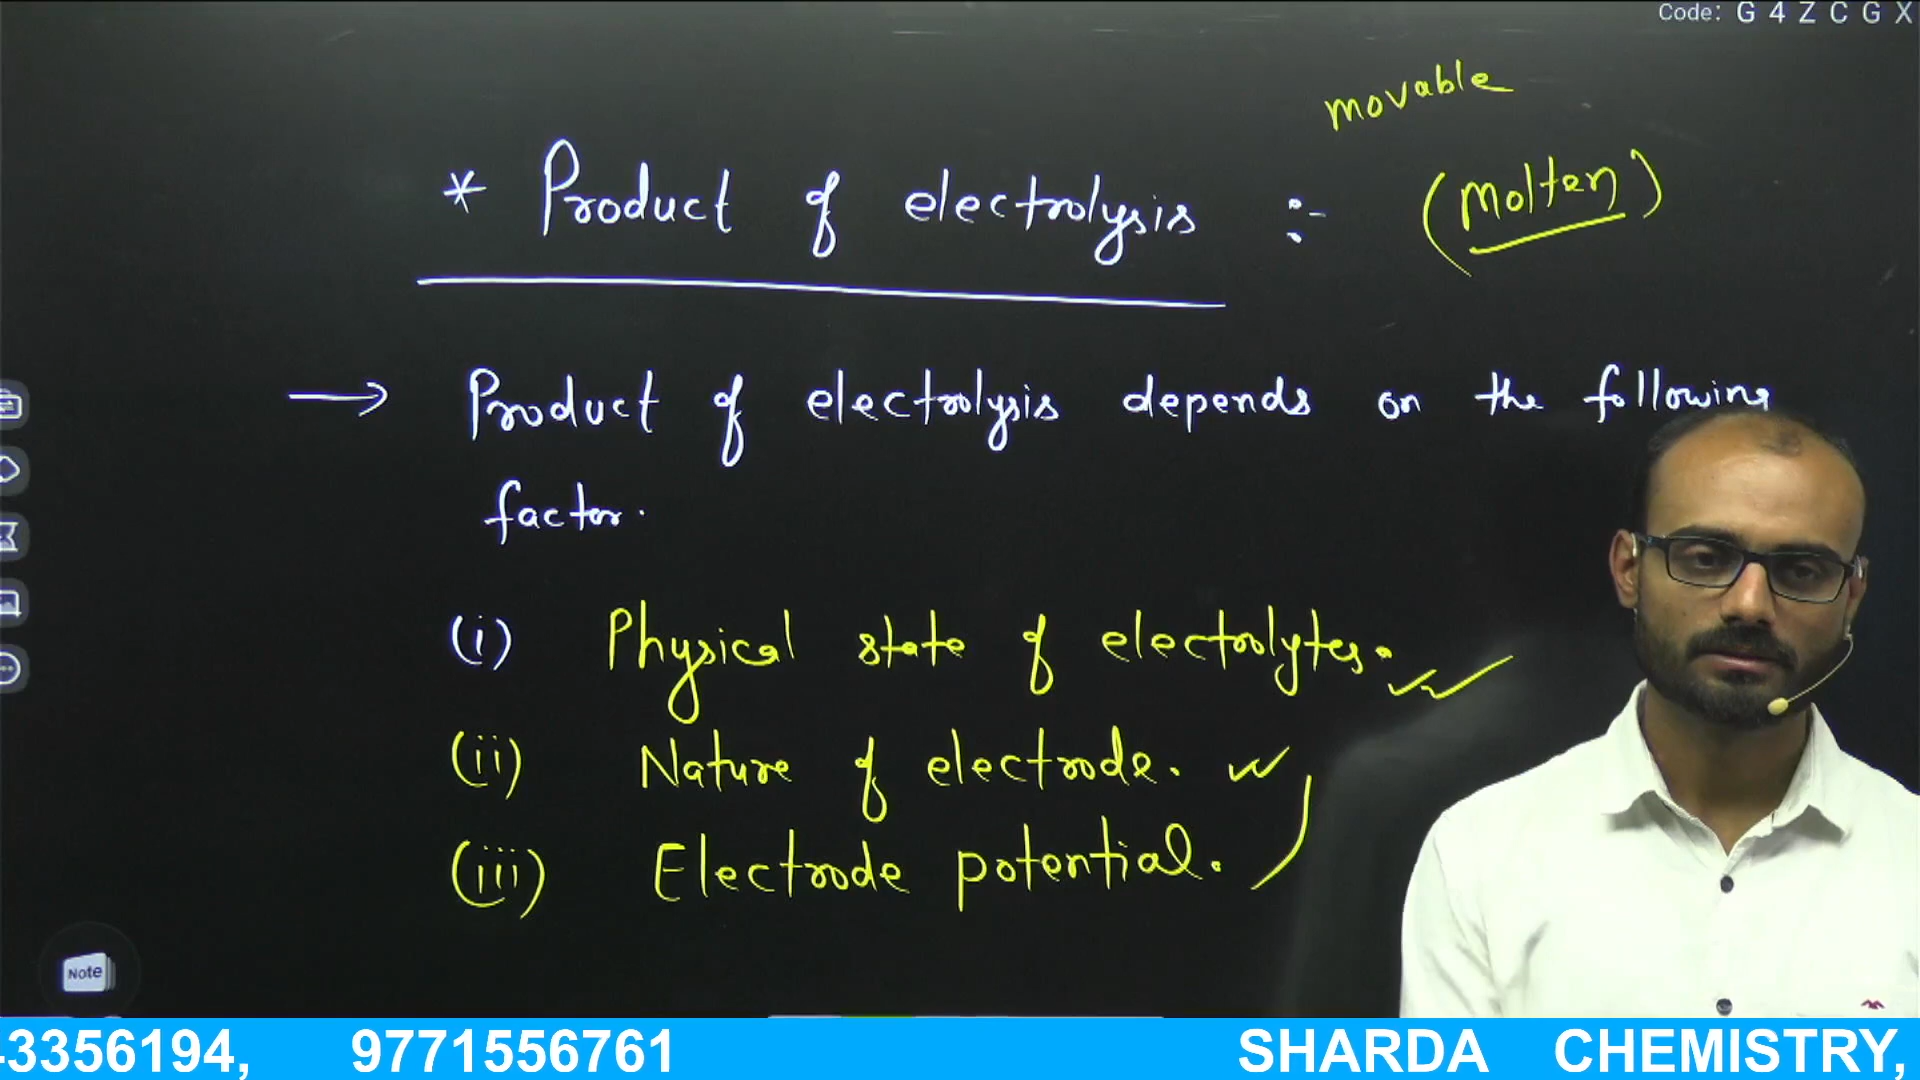 Code: G 4 Z C G X
movable
* Product of electrolysis :-
(Molten)
→ Product of electrolysis depends on the following
factor.
(i) Physical state of electrolytes.
(ii) Nature of electrode.
(iii) Electrode potential.
Note
3356194, 9771556761 SHARDA CHEMISTRY,